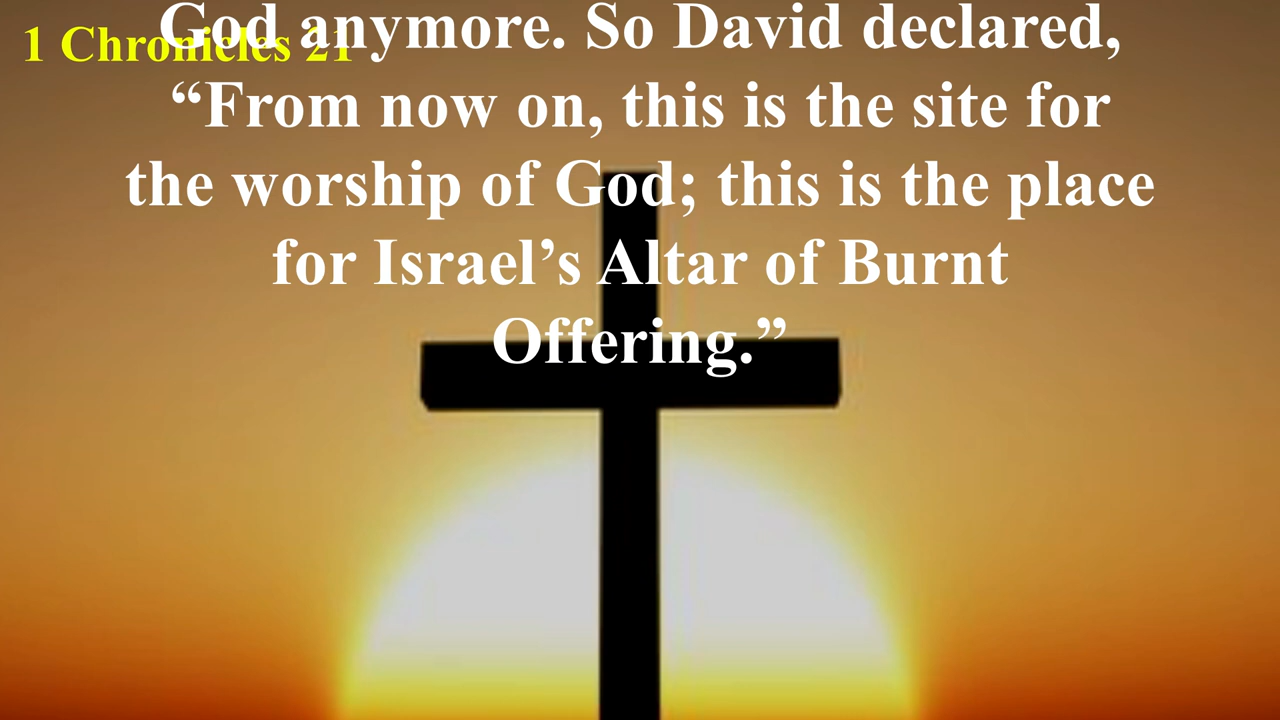 1 Chronicles 21
God anymore. So David declared,
“From now on, this is the site for
the worship of God; this is the place
for Israel’s Altar of Burnt
Offering.”